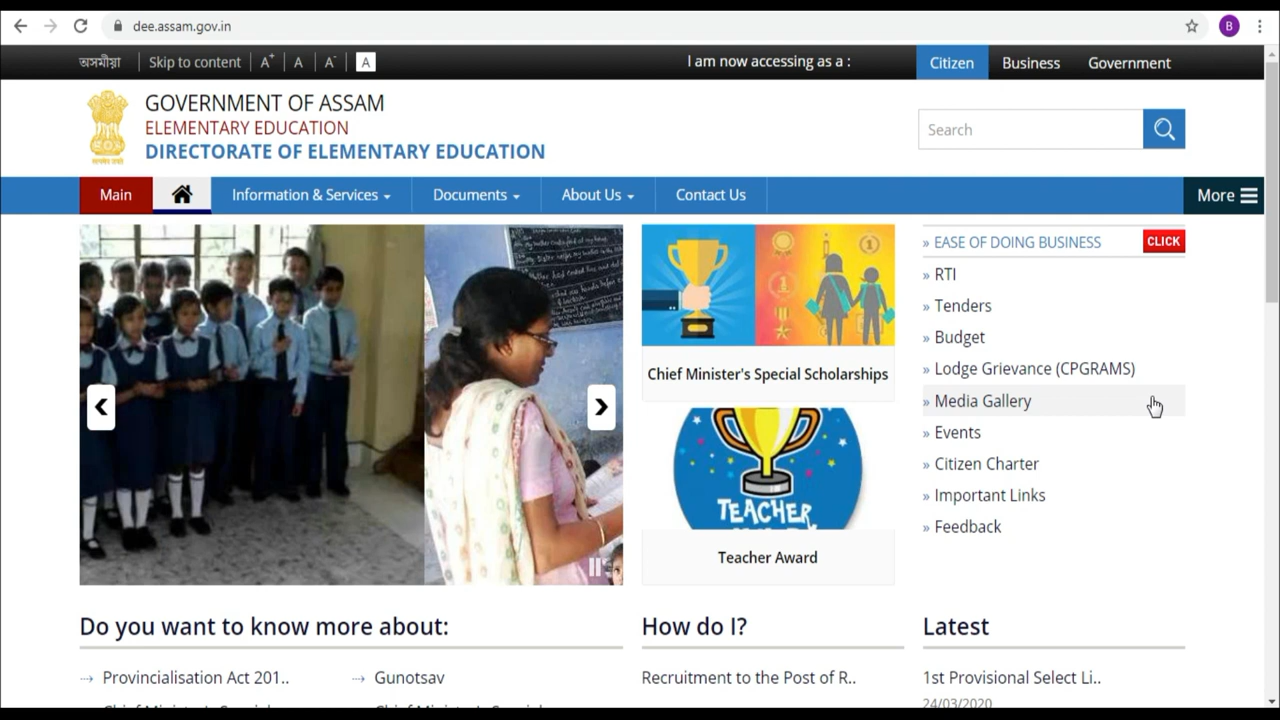 dee.assam.gov.in
B
অসমীয়া Skip to content A+ A A- A I am now accessing as a : Citizen Business Government
GOVERNMENT OF ASSAM
ELEMENTARY EDUCATION
DIRECTORATE OF ELEMENTARY EDUCATION
Search
Main Information & Services Documents About Us Contact Us More
» EASE OF DOING BUSINESS CLICK
» RTI
» Tenders
» Budget
» Lodge Grievance (CPGRAMS)
» Media Gallery
» Events
» Citizen Charter
» Important Links
» Feedback
1
Chief Minister's Special Scholarships
TEACHER
Teacher Award
Do you want to know more about:
Provincialisation Act 201..
Gunotsav
How do I?
Recruitment to the Post of R..
Latest
1st Provisional Select Li..
24/03/2020